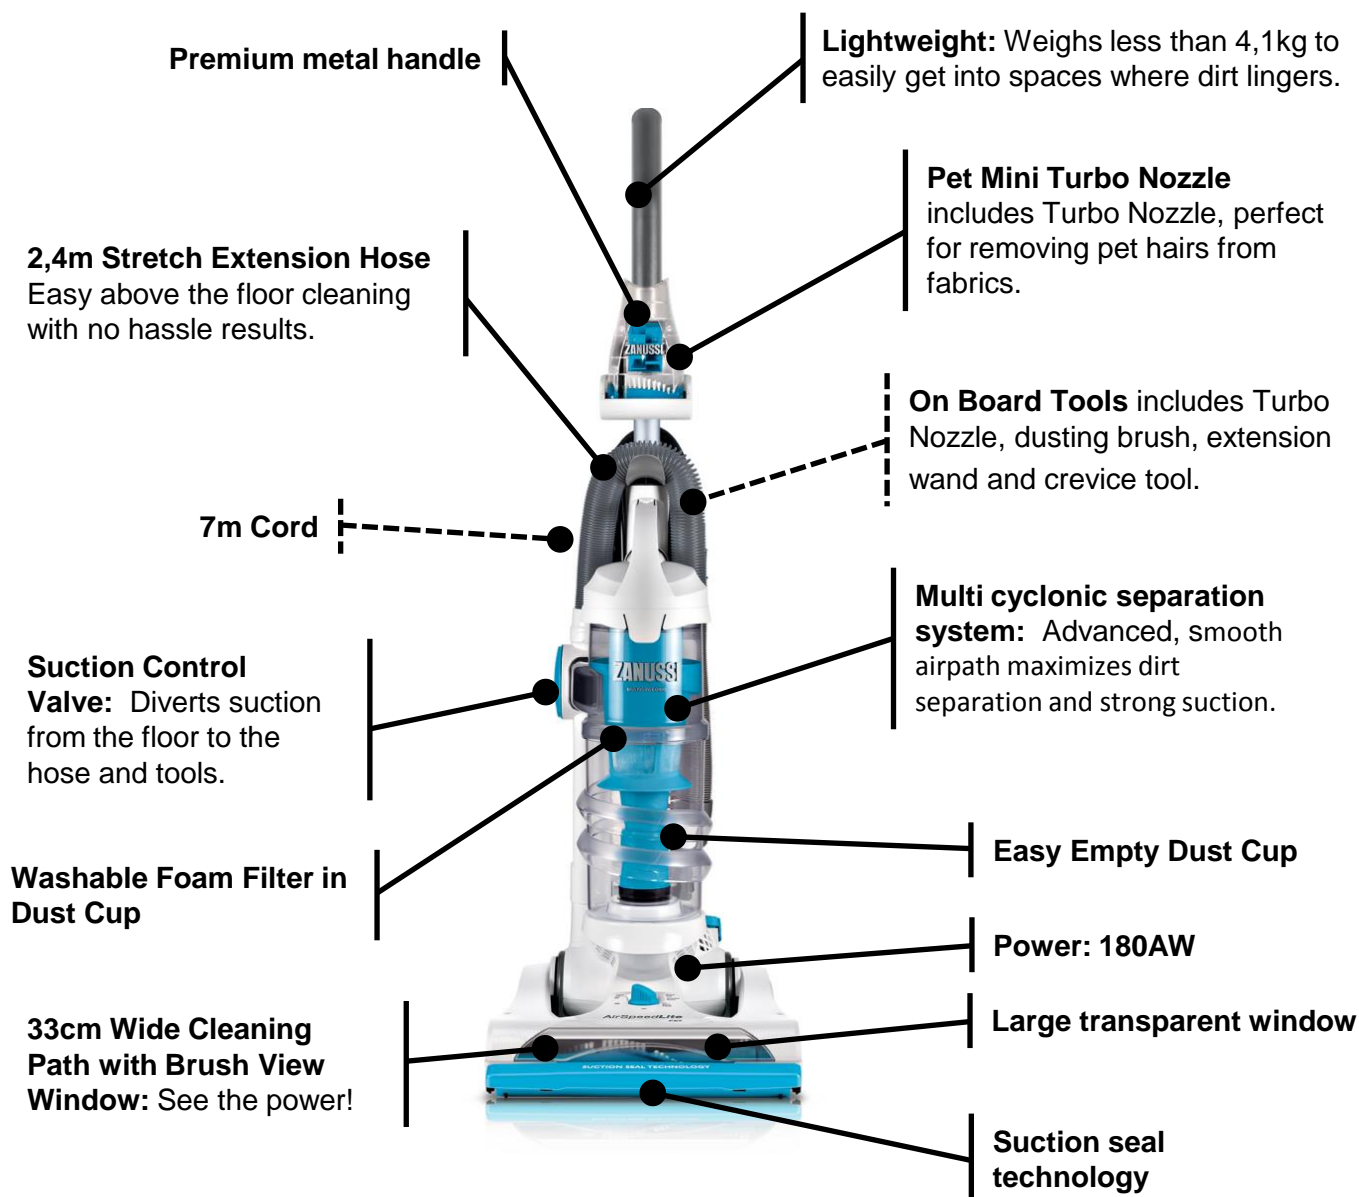 Premium metal handle
Lightweight: Weighs less than 4,1kg to
easily get into spaces where dirt lingers.
Pet Mini Turbo Nozzle
includes Turbo Nozzle, perfect
for removing pet hairs from
fabrics.
2,4m Stretch Extension Hose
Easy above the floor cleaning
with no hassle results.
ZANUSSI
On Board Tools includes Turbo
Nozzle, dusting brush, extension
wand and crevice tool.
7m Cord
Multi cyclonic separation
system: Advanced, smooth
airpath maximizes dirt
separation and strong suction.
Suction Control
Valve: Diverts suction
from the floor to the
hose and tools.
ZANUSSI
Easy Empty Dust Cup
Washable Foam Filter in
Dust Cup
Power: 180AW
33cm Wide Cleaning
Path with Brush View
Window: See the power!
AirSpeedLite
Large transparent window
SUCTION SEAL TECHNOLOGY
Suction seal
technology